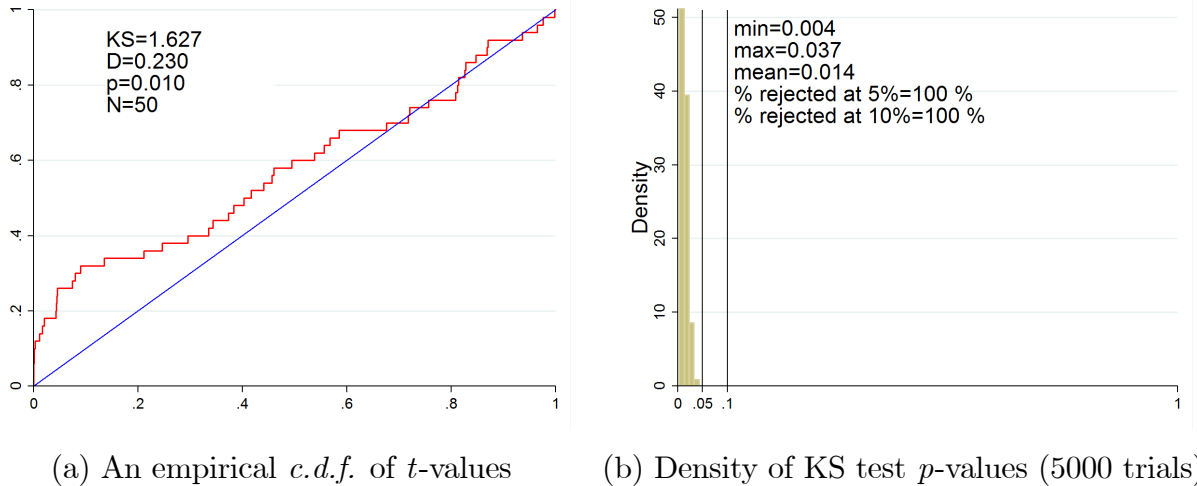 KS=1.627
D=0.230
p=0.010
N=50
0
.2
.4
.6
.8
1
0
.2
.4
.6
.8
1
(a) An empirical c.d.f. of t-values
min=0.004
max=0.037
mean=0.014
% rejected at 5%=100 %
% rejected at 10%=100 %
Density
0
10
20
30
40
50
0 .05 .1 1
(b) Density of KS test p-values (5000 trials)